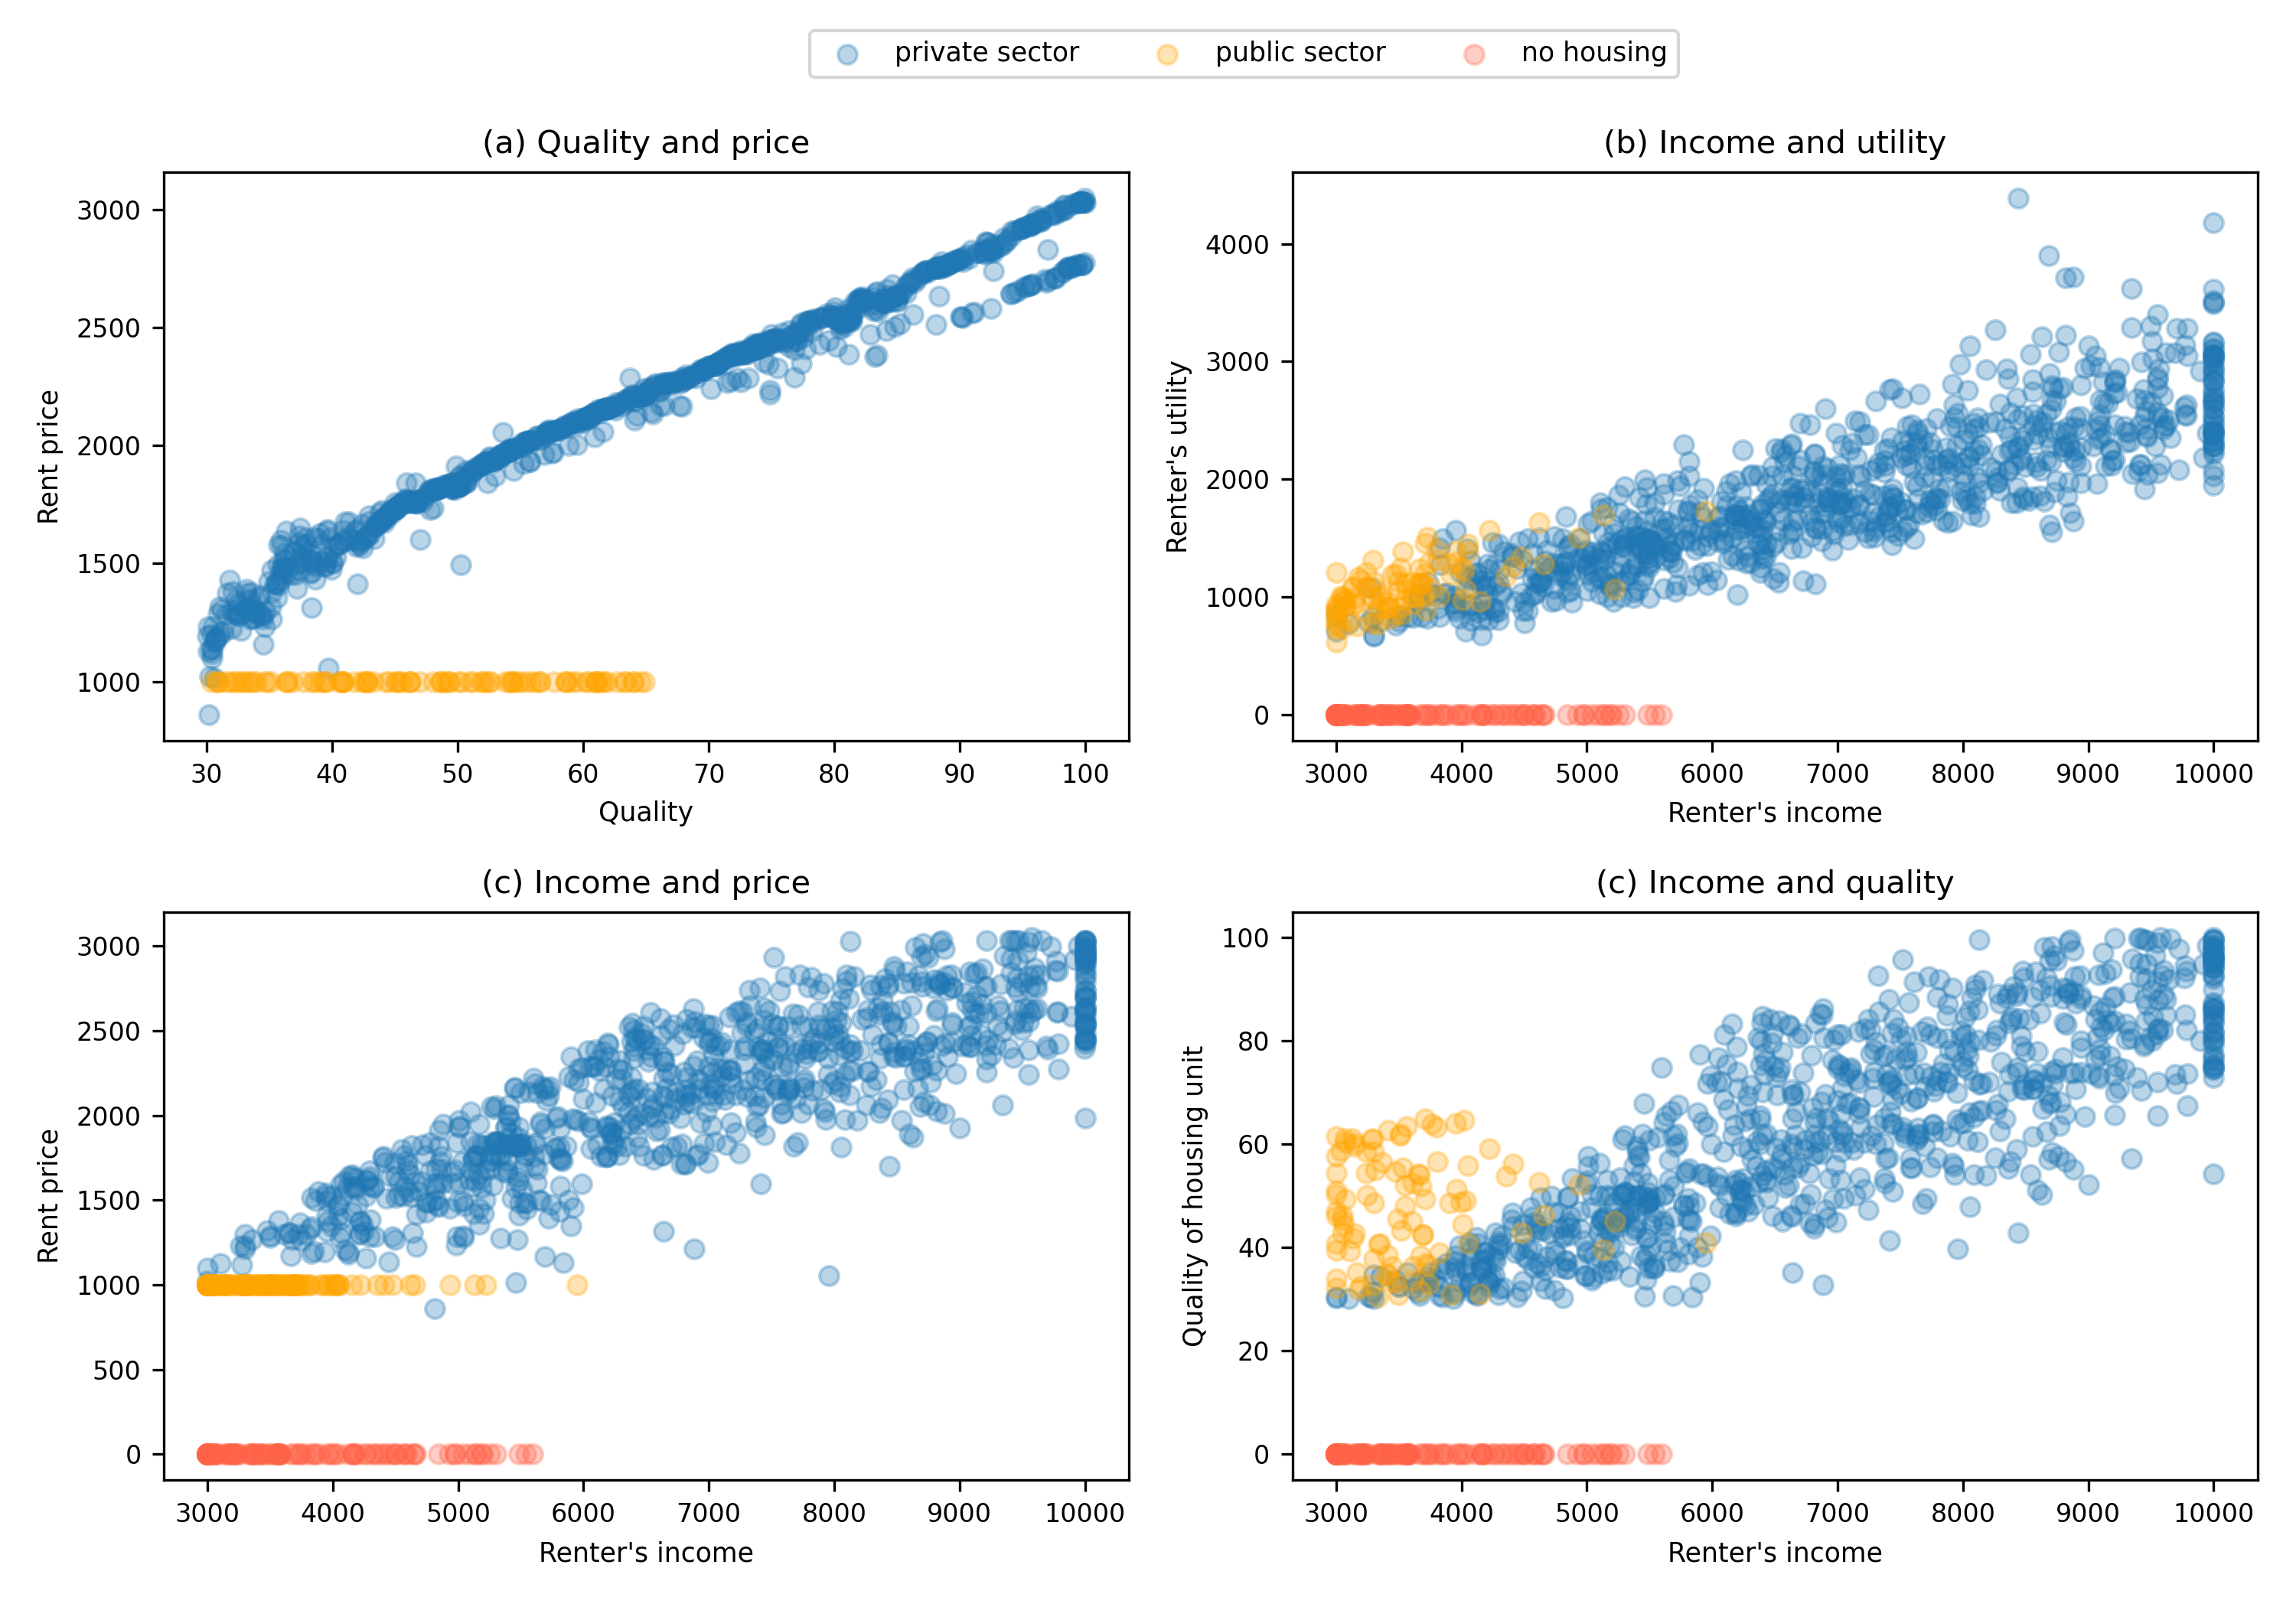 private sector public sector no housing
(a) Quality and price
3000
2500
2000
1500
1000
Rent price
30 40 50 60 70 80 90 100
Quality
(b) Income and utility
4000
3000
2000
1000
0
Renter's utility
3000 4000 5000 6000 7000 8000 9000 10000
Renter's income
(c) Income and price
3000
2500
2000
1500
1000
500
0
Rent price
3000 4000 5000 6000 7000 8000 9000 10000
Renter's income
(c) Income and quality
100
80
60
40
20
0
Quality of housing unit
3000 4000 5000 6000 7000 8000 9000 10000
Renter's income